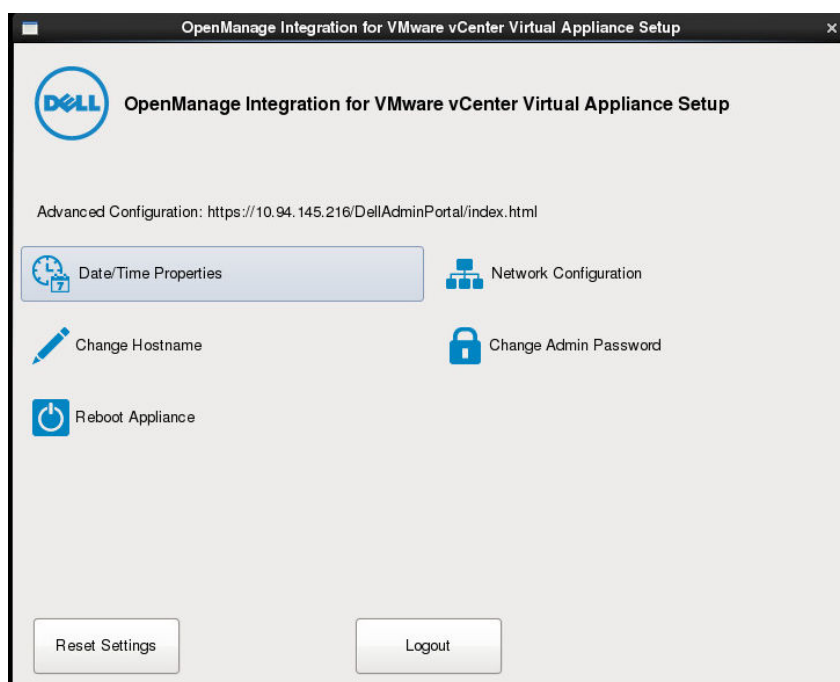 OpenManage Integration for VMware vCenter Virtual Appliance Setup
DELL
OpenManage Integration for VMware vCenter Virtual Appliance Setup
Advanced Configuration: https://10.94.145.216/DellAdminPortal/index.html
Date/Time Properties
7
Network Configuration
Change Hostname
Change Admin Password
Reboot Appliance
Reset Settings
Logout